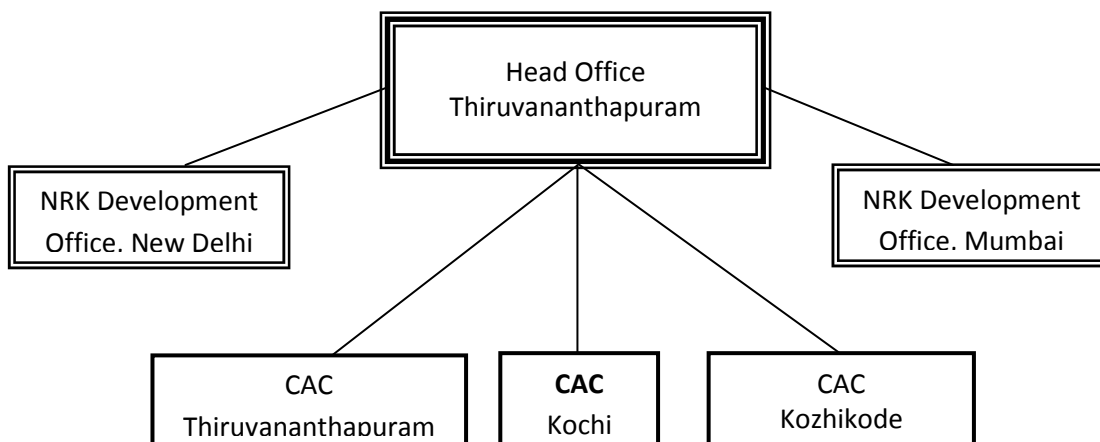 Head Office
Thiruvananthapuram
NRK Development
Office. New Delhi
NRK Development
Office. Mumbai
CAC
Thiruvananthapuram
CAC
Kochi
CAC
Kozhikode